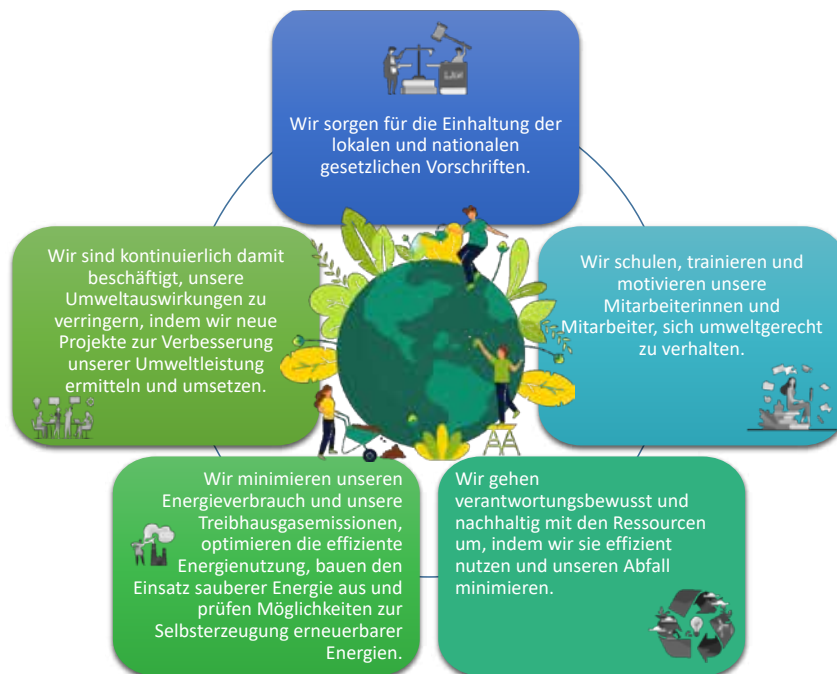 LAW
Wir sorgen für die Einhaltung der
lokalen und nationalen
gesetzlichen Vorschriften.
Wir schulen, trainieren und
motivieren unsere
Mitarbeiterinnen und
Mitarbeiter, sich umweltgerecht
zu verhalten.
Wir gehen
verantwortungsbewusst und
nachhaltig mit den Ressourcen
um, indem wir sie effizient
nutzen und unseren Abfall
minimieren.
Wir minimieren unseren
Energieverbrauch und unsere
Treibhausgasemissionen,
optimieren die effiziente
Energienutzung, bauen den
Einsatz sauberer Energie aus und
prüfen Möglichkeiten zur
Selbsterzeugung erneuerbarer
Energien.
Wir sind kontinuierlich damit
beschäftigt, unsere
Umweltauswirkungen zu
verringern, indem wir neue
Projekte zur Verbesserung
unserer Umweltleistung
ermitteln und umsetzen.